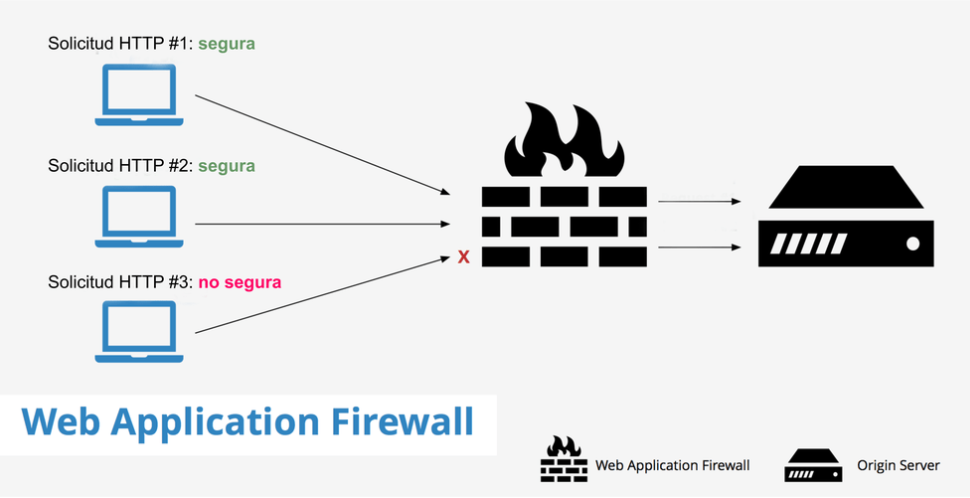 Solicitud HTTP #1: segura
Solicitud HTTP #2: segura
X
Solicitud HTTP #3: no segura
Web Application Firewall
Web Application Firewall
Origin Server